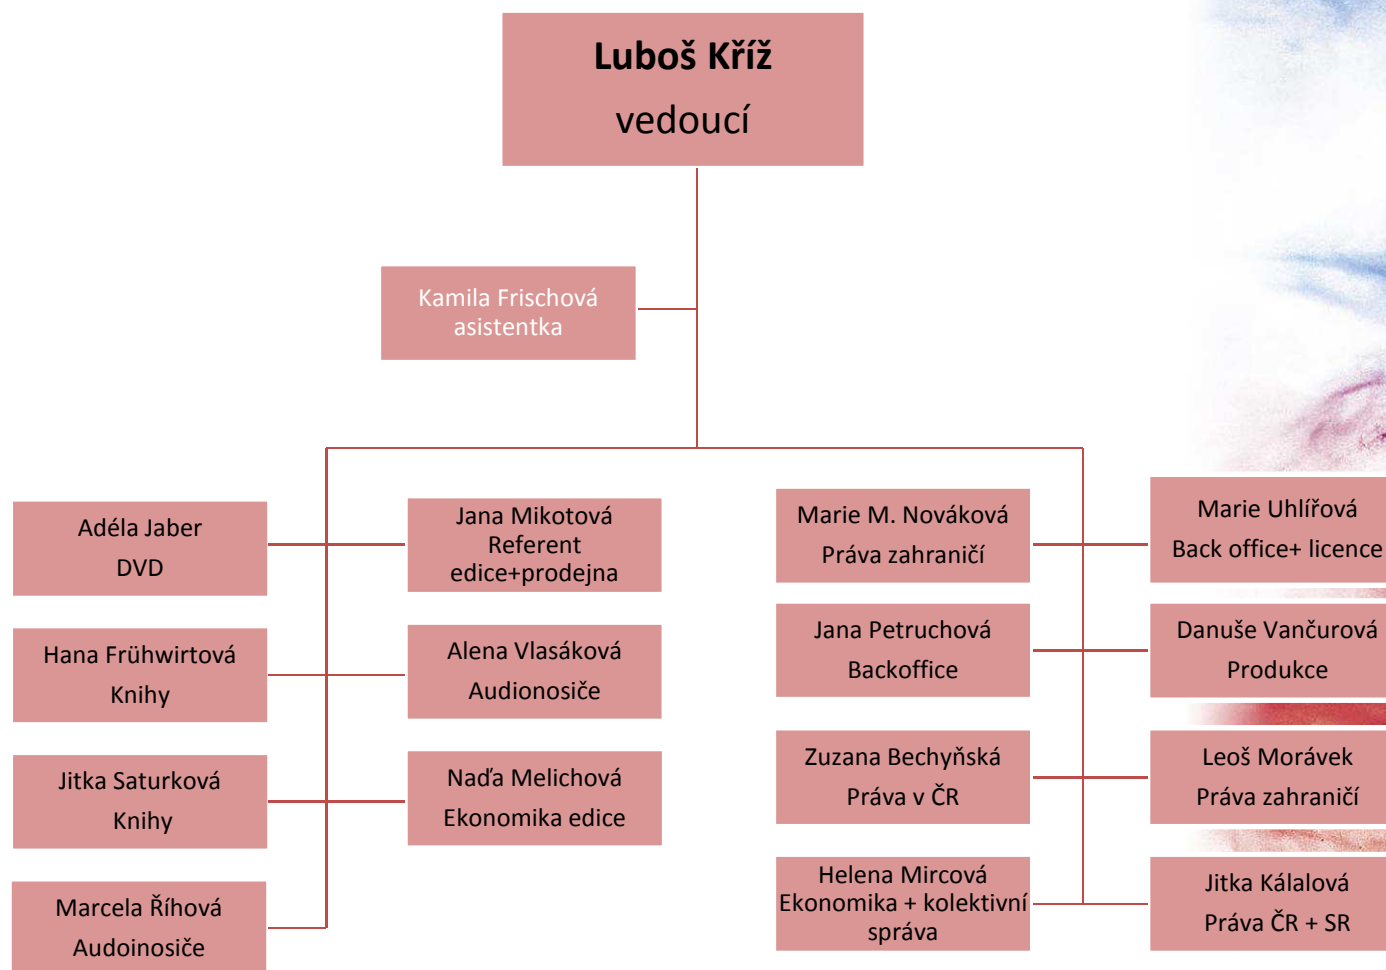 Luboš Kříž
vedoucí
Kamila Frischová
asistentka
Adéla Jaber
DVD
Jana Mikotová
Referent
edice+prodejna
Hana Frühwirtová
Knihy
Alena Vlasáková
Audionosiče
Jitka Saturková
Knihy
Naďa Melichová
Ekonomika edice
Marcela Říhová
Audoinosiče
Marie M. Nováková
Práva zahraničí
Marie Uhlířová
Back office+ licence
Jana Petruchová
Backoffice
Danuše Vančurová
Produkce
Zuzana Bechyňská
Práva v ČR
Leoš Morávek
Práva zahraničí
Helena Mircová
Ekonomika + kolektivní
správa
Jitka Kálalová
Práva ČR + SR